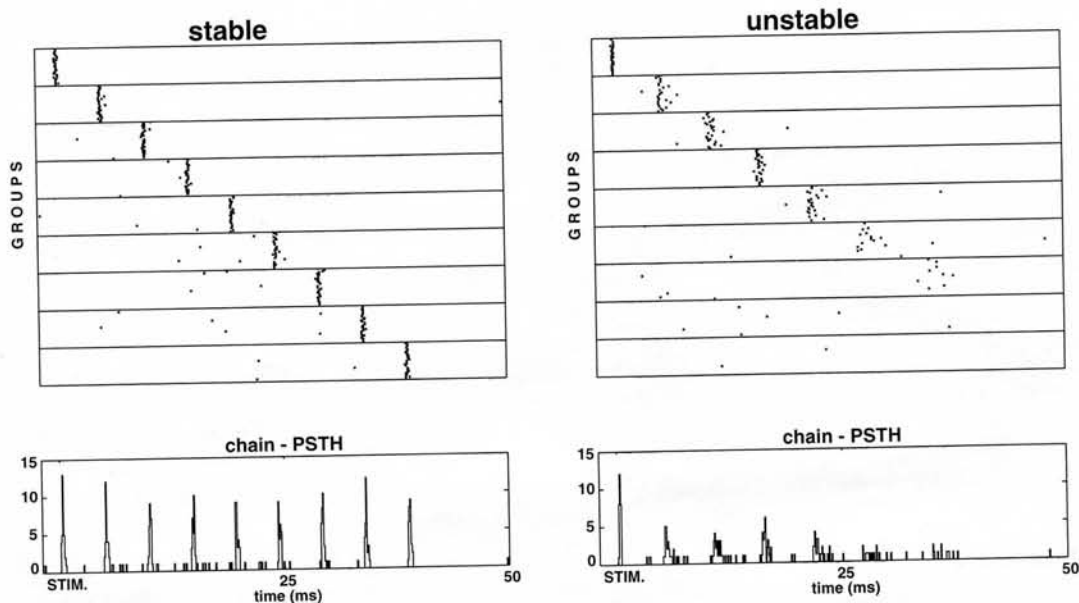 stable
unstable
GROUPS
GROUPS
chain - PSTH
15
10
5
0
STIM.
25
50
time (ms)
chain - PSTH
15
10
5
0
STIM.
25
50
time (ms)